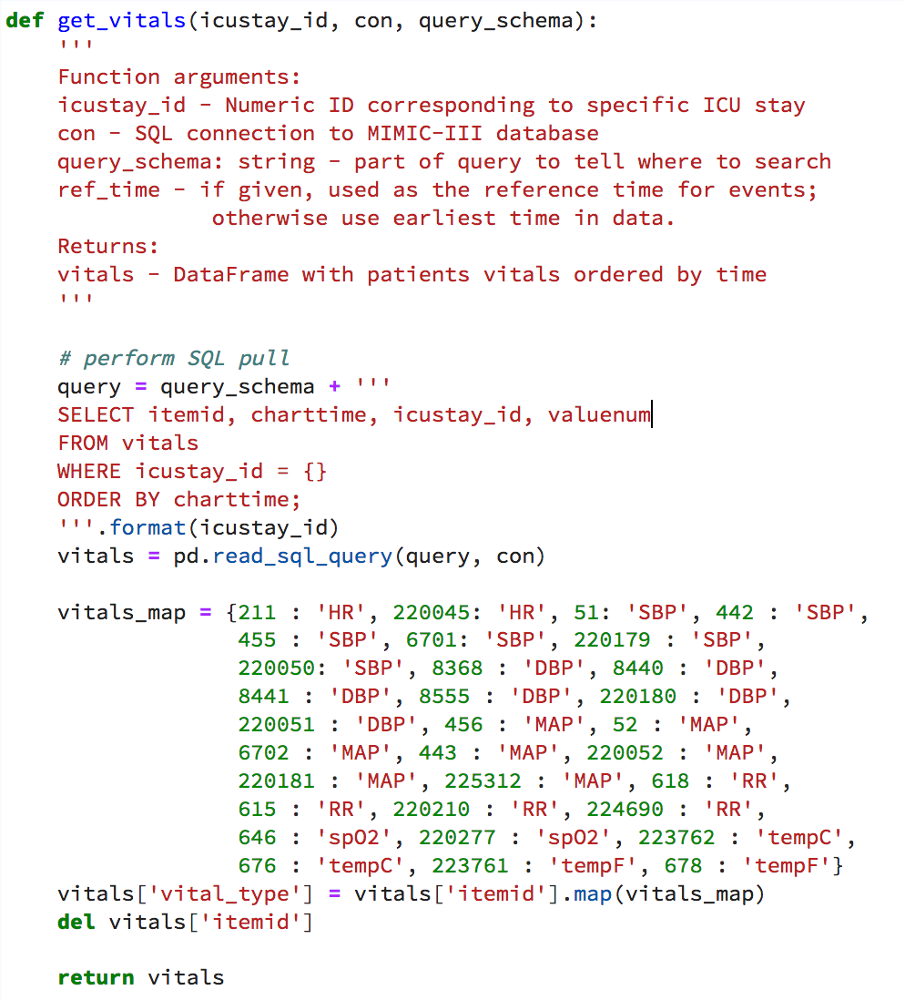 def get_vitals(icustay_id, con, query_schema):
    '''
    Function arguments:
    icustay_id - Numeric ID corresponding to specific ICU stay
    con - SQL connection to MIMIC-III database
    query_schema: string - part of query to tell where to search
    ref_time - if given, used as the reference time for events;
                otherwise use earliest time in data.
    Returns:
    vitals - DataFrame with patients vitals ordered by time
    '''

    # perform SQL pull
    query = query_schema + '''
    SELECT itemid, charttime, icustay_id, valuenum
    FROM vitals
    WHERE icustay_id = {}
    ORDER BY charttime;
    '''.format(icustay_id)
    vitals = pd.read_sql_query(query, con)

    vitals_map = {211 : 'HR', 220045: 'HR', 51: 'SBP', 442 : 'SBP',
                  455 : 'SBP', 6701: 'SBP', 220179 : 'SBP',
                  220050: 'SBP', 8368 : 'DBP', 8440 : 'DBP',
                  8441 : 'DBP', 8555 : 'DBP', 220180 : 'DBP',
                  220051 : 'DBP', 456 : 'MAP', 52 : 'MAP',
                  6702 : 'MAP', 443 : 'MAP', 220052 : 'MAP',
                  220181 : 'MAP', 225312 : 'MAP', 618 : 'RR',
                  615 : 'RR', 220210 : 'RR', 224690 : 'RR',
                  646 : 'spO2', 220277 : 'spO2', 223762 : 'tempC',
                  676 : 'tempC', 223761 : 'tempF', 678 : 'tempF'}
    vitals['vital_type'] = vitals['itemid'].map(vitals_map)
    del vitals['itemid']

    return vitals